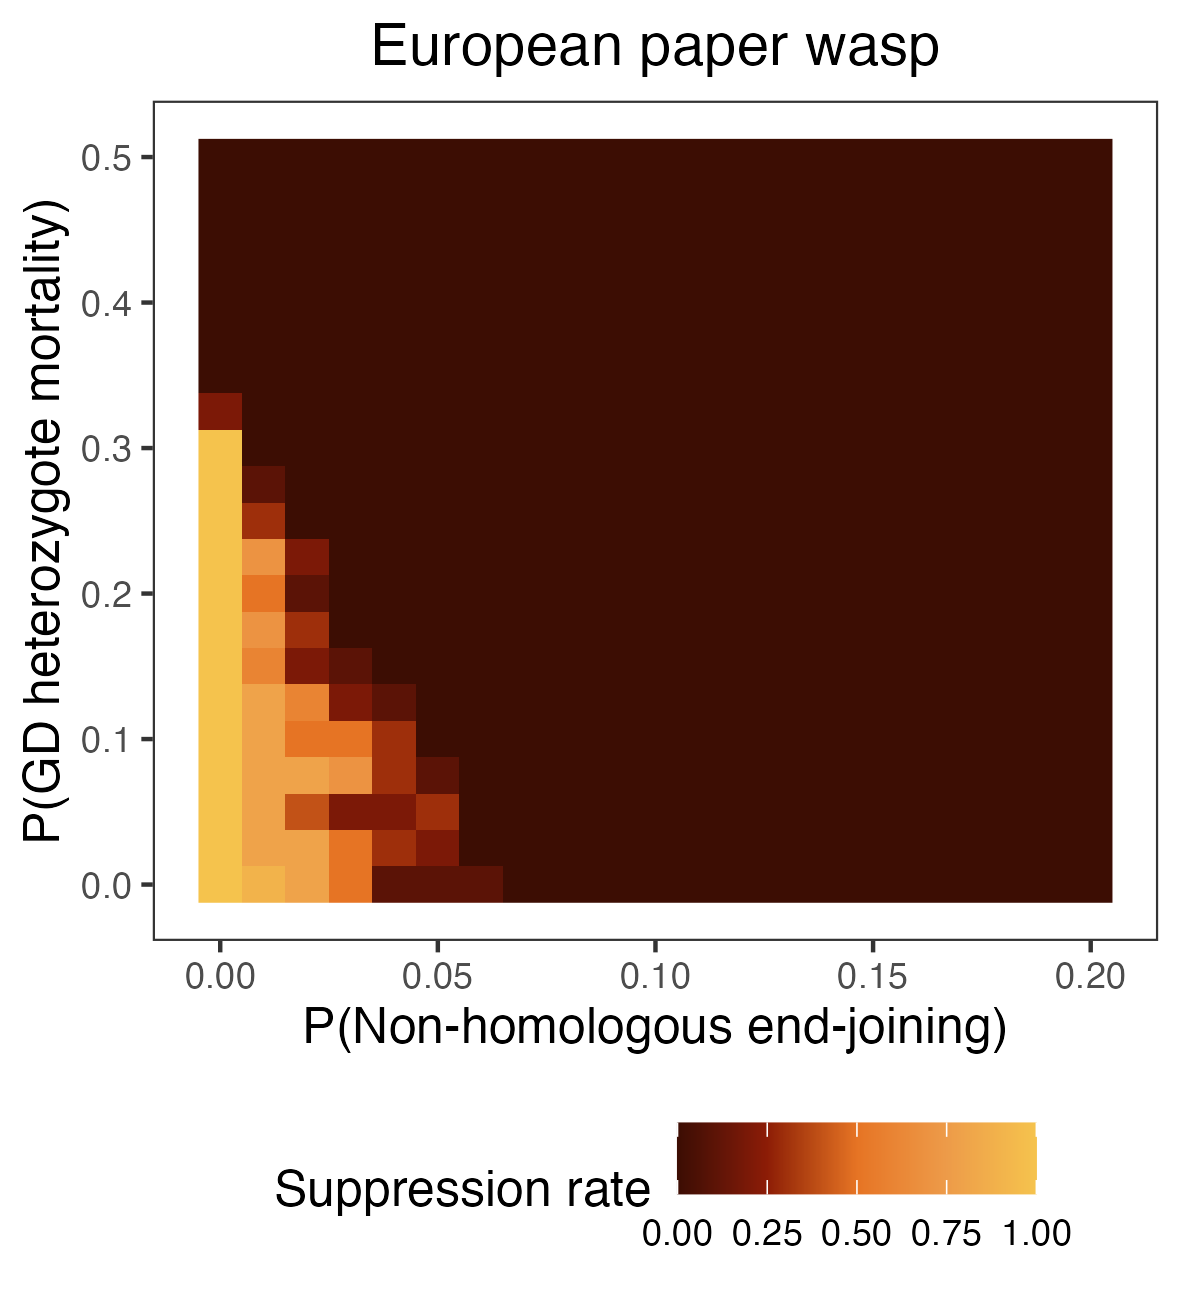 European paper wasp
P(GD heterozygote mortality)
0.5
0.4
0.3
0.2
0.1
0.0
0.00 0.05 0.10 0.15 0.20
P(Non-homologous end-joining)
Suppression rate
0.00 0.25 0.50 0.75 1.00